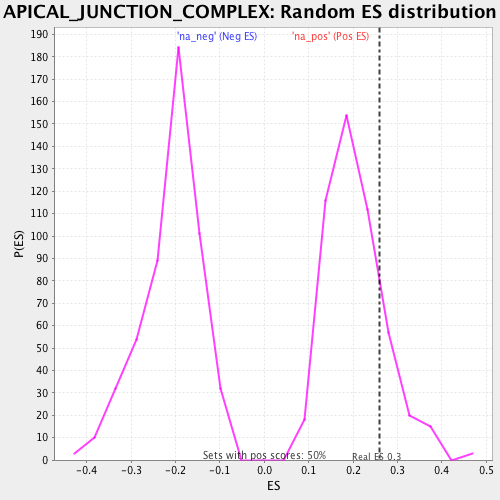 APICAL_JUNCTION_COMPLEX: Random ES distribution
'na_neg' (Neg ES)
'na_pos' (Pos ES)
190
180
170
160
150
140
130
120
110
100
90
80
70
60
50
40
30
20
10
0
P(ES)
Sets with pos scores: 50%
Real ES 0.3
-0.4 -0.3 -0.2 -0.1 0.0 0.1 0.2 0.3 0.4 0.5
ES